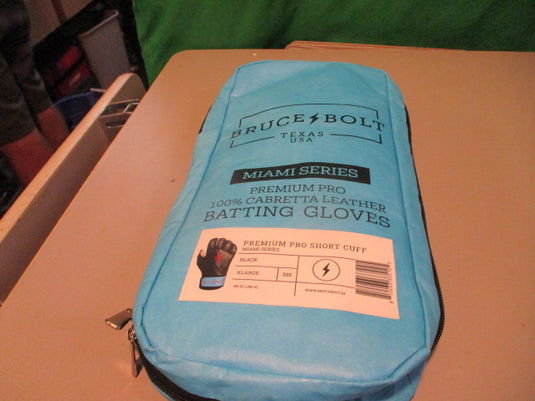 BRUCE BOLT
TEXAS
USA
MIAMI SERIES
PREMIUM PRO
100% CABRETTA LEATHER
BATTING GLOVES
PREMIUM PRO SHORT CUFF
MIAMI SERIES
BLACK
XLARGE